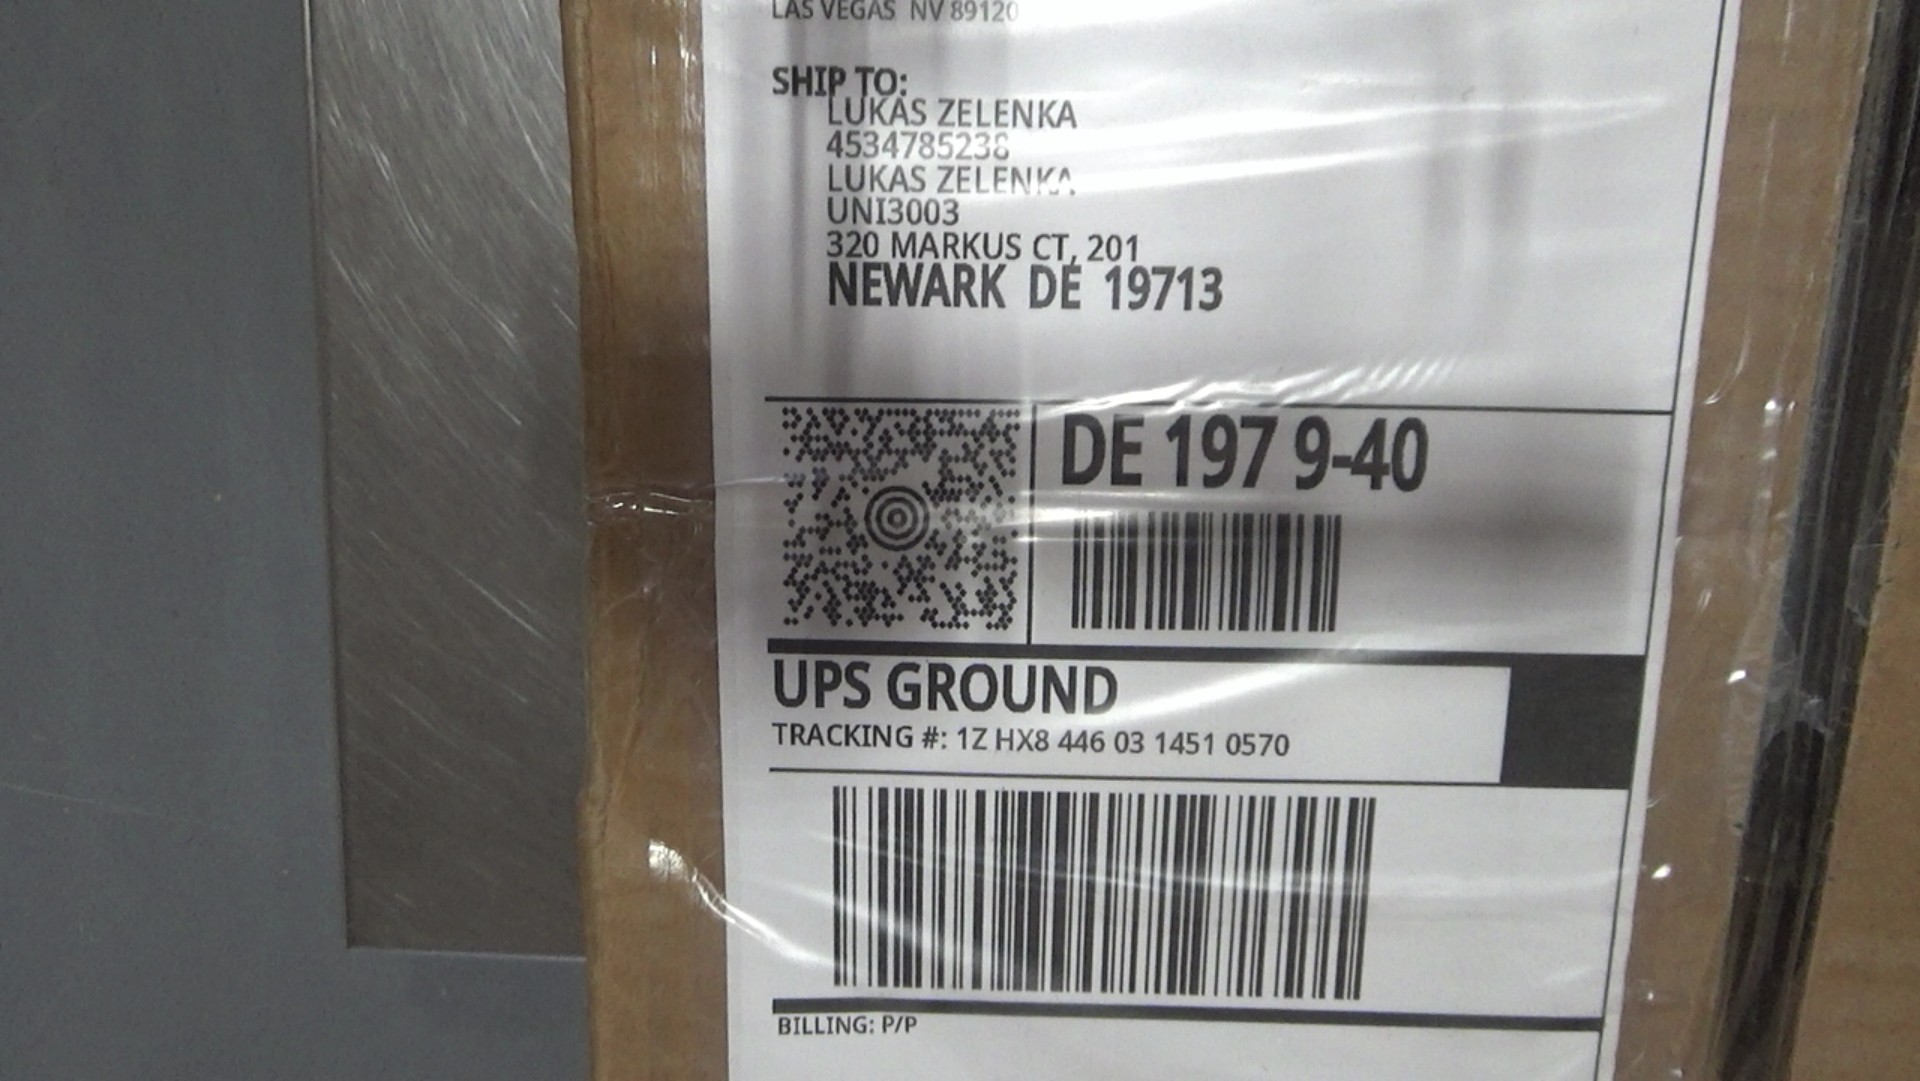 LAS VEGAS NV 89120
SHIP TO:
LUKAS ZELENKA
4534785238
LUKAS ZELENKA
UNI3003
320 MARKUS CT, 201
NEWARK DE 19713
DE 197 9-40
UPS GROUND
TRACKING #: 1Z HX8 446 03 1451 0570
BILLING: P/P